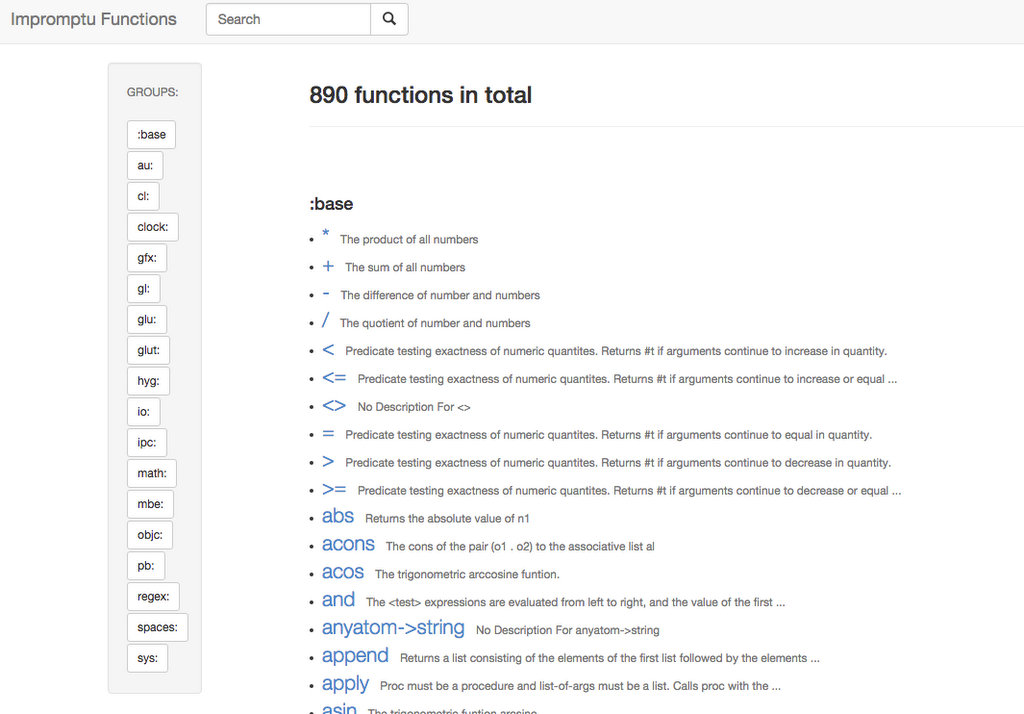 Impromptu Functions
Search
GROUPS:
:base
au:
cl:
clock:
gfx:
gl:
glu:
glut:
hyg:
io:
ipc:
math:
mbe:
objc:
pb:
regex:
spaces:
sys:
890 functions in total
:base
* The product of all numbers
+ The sum of all numbers
- The difference of number and numbers
/ The quotient of number and numbers
< Predicate testing exactness of numeric quantites. Returns #t if arguments continue to increase in quantity.
<= Predicate testing exactness of numeric quantites. Returns #t if arguments continue to increase or equal ...
<> No Description For <>
= Predicate testing exactness of numeric quantites. Returns #t if arguments continue to equal in quantity.
> Predicate testing exactness of numeric quantites. Returns #t if arguments continue to decrease in quantity.
>= Predicate testing exactness of numeric quantites. Returns #t if arguments continue to decrease or equal ...
abs Returns the absolute value of n1
acons The cons of the pair (o1 . o2) to the associative list al
acos The trigonometric arccosine funtion.
and The <test> expressions are evaluated from left to right, and the value of the first ...
anyatom->string No Description For anyatom->string
append Returns a list consisting of the elements of the first list followed by the elements ...
apply Proc must be a procedure and list-of-args must be a list. Calls proc with the ...
asin The trigonometric funtion arcsine